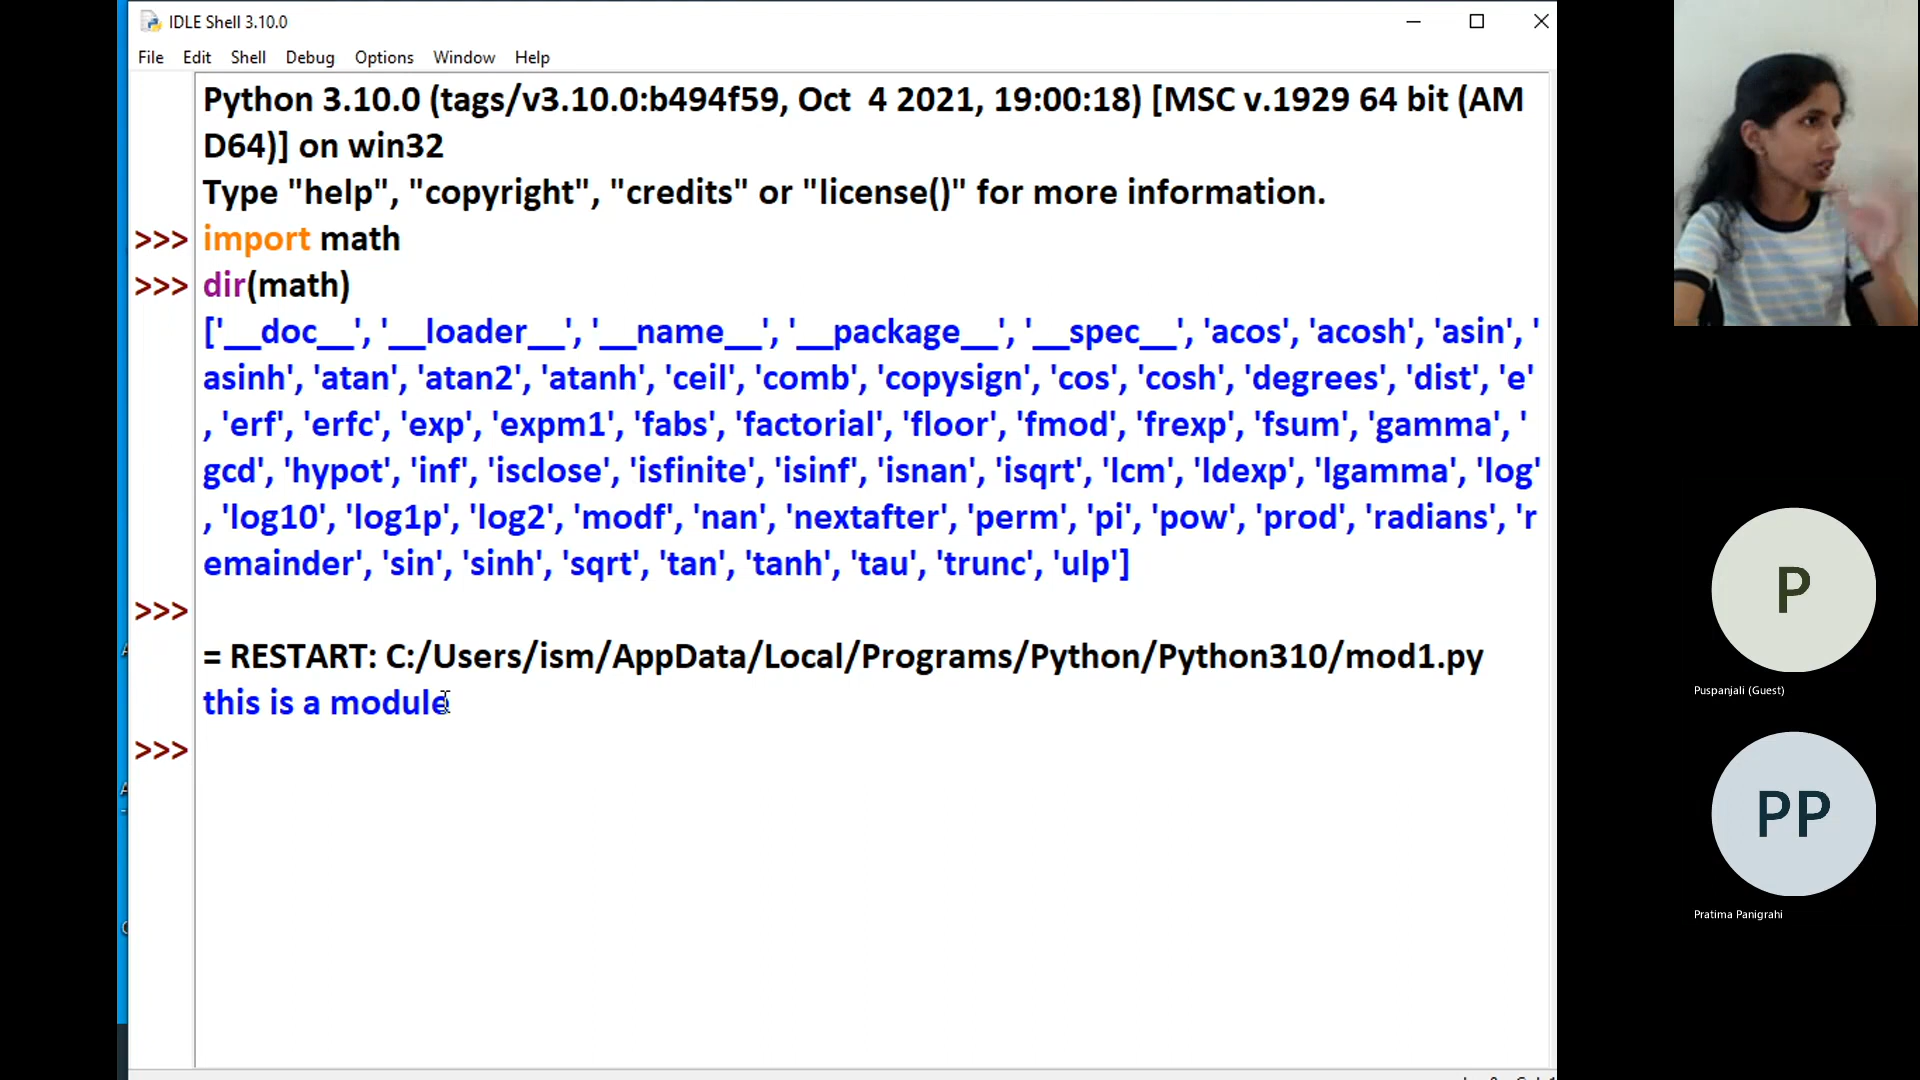 IDLE Shell 3.10.0
File Edit Shell Debug Options Window Help
Python 3.10.0 (tags/v3.10.0:b494f59, Oct  4 2021, 19:00:18) [MSC v.1929 64 bit (AM
D64)] on win32
Type "help", "copyright", "credits" or "license()" for more information.
>>> import math
>>> dir(math)
['__doc__', '__loader__', '__name__', '__package__', '__spec__', 'acos', 'acosh', 'asin', '
asinh', 'atan', 'atan2', 'atanh', 'ceil', 'comb', 'copysign', 'cos', 'cosh', 'degrees', 'dist', 'e'
, 'erf', 'erfc', 'exp', 'expm1', 'fabs', 'factorial', 'floor', 'fmod', 'frexp', 'fsum', 'gamma', '
gcd', 'hypot', 'inf', 'isclose', 'isfinite', 'isinf', 'isnan', 'isqrt', 'lcm', 'ldexp', 'lgamma', 'log'
, 'log10', 'log1p', 'log2', 'modf', 'nan', 'nextafter', 'perm', 'pi', 'pow', 'prod', 'radians', 'r
emainder', 'sin', 'sinh', 'sqrt', 'tan', 'tanh', 'tau', 'trunc', 'ulp']
>>>
= RESTART: C:/Users/ism/AppData/Local/Programs/Python/Python310/mod1.py
this is a module
>>>
P
Puspanjali (Guest)
PP
Pratima Panigrahi